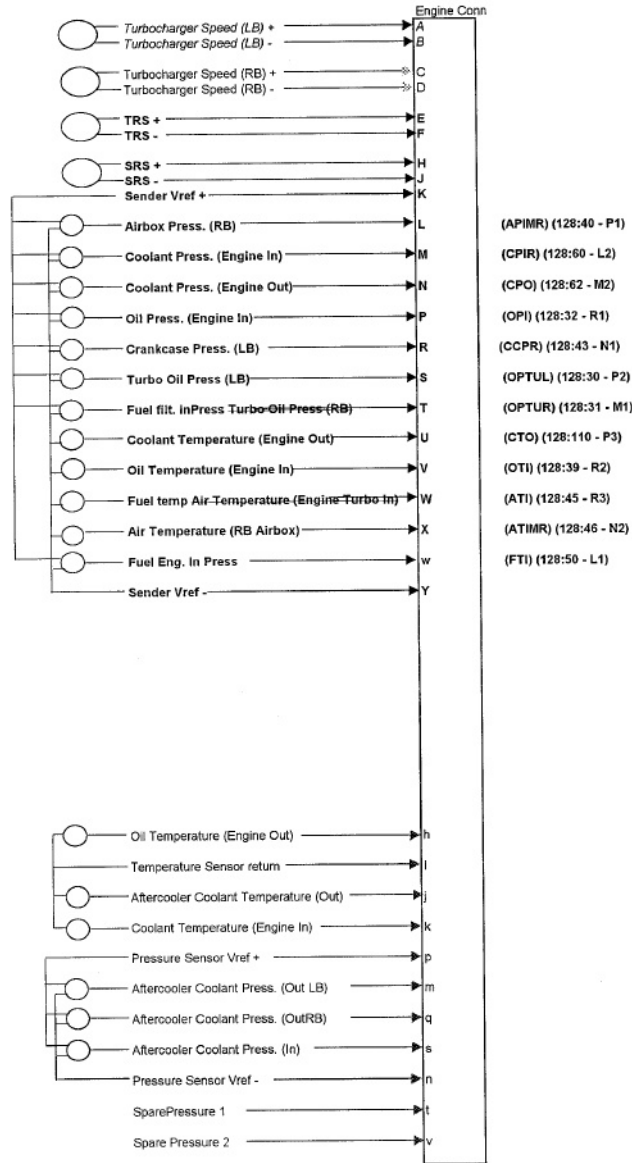 Engine Conn
Turbocharger Speed (LB) + A
Turbocharger Speed (LB) - B
Turbocharger Speed (RB) + C
Turbocharger Speed (RB) - D
TRS + E
TRS - F
SRS + H
SRS - J
Sender Vref + K
Airbox Press. (RB) L (APIMR) (128:40 - P1)
Coolant Press. (Engine In) M (CPIR) (128:60 - L2)
Coolant Press. (Engine Out) N (CPO) (128:62 - M2)
Oil Press. (Engine In) P (OPI) (128:32 - R1)
Crankcase Press. (LB) R (CCPR) (128:43 - N1)
Turbo Oil Press (LB) S (OPTUL) (128:30 - P2)
Fuel filt. inPress Turbo Oil Press (RB) T (OPTUR) (128:31 - M1)
Coolant Temperature (Engine Out) U (CTO) (128:110 - P3)
Oil Temperature (Engine In) V (OTI) (128:39 - R2)
Fuel temp Air Temperature (Engine Turbo In) W (ATI) (128:45 - R3)
Air Temperature (RB Airbox) X (ATIMR) (128:46 - N2)
Fuel Eng. In Press w (FTI) (128:50 - L1)
Sender Vref - Y
Oil Temperature (Engine Out) h
Temperature Sensor return l
Aftercooler Coolant Temperature (Out) j
Coolant Temperature (Engine In) k
Pressure Sensor Vref + p
Aftercooler Coolant Press. (Out LB) m
Aftercooler Coolant Press. (OutRB) q
Aftercooler Coolant Press. (In) s
Pressure Sensor Vref - n
SparePressure 1 t
Spare Pressure 2 v